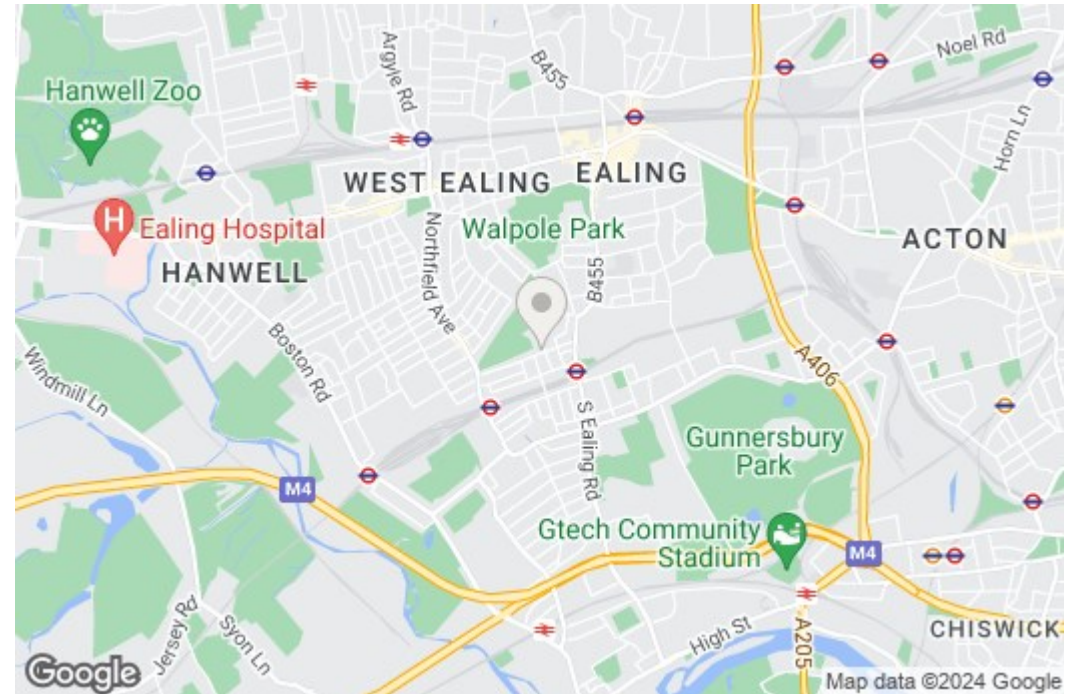 Noel Rd
Argyle Rd
B455
Hanwell Zoo
Horn Ln
WEST EALING
EALING
Northfield Ave
Walpole Park
H
Ealing Hospital
ACTON
HANWELL
B455
Boston Rd
Windmill Ln
A406
S Ealing Rd
Gunnersbury
Park
M4
Gtech Community
Stadium
M4
Jersey Rd
Syon Ln
High St
A205
CHISWICK
Google
Map data ©2024 Google